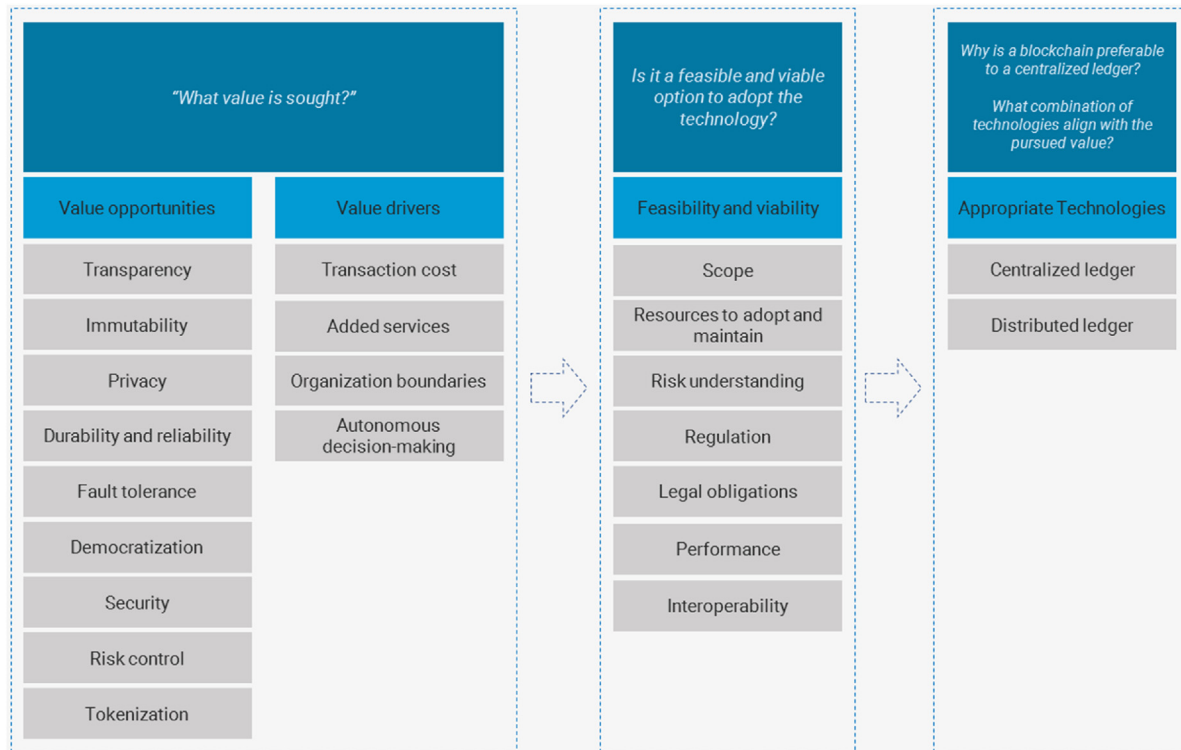 “What value is sought?”
Value opportunities
Transparency
Immutability
Privacy
Durability and reliability
Fault tolerance
Democratization
Security
Risk control
Tokenization
Value drivers
Transaction cost
Added services
Organization boundaries
Autonomous
decision-making
Is it a feasible and viable
option to adopt the
technology?
Feasibility and viability
Scope
Resources to adopt and
maintain
Risk understanding
Regulation
Legal obligations
Performance
Interoperability
Why is a blockchain preferable
to a centralized ledger?
What combination of
technologies align with the
pursued value?
Appropriate Technologies
Centralized ledger
Distributed ledger